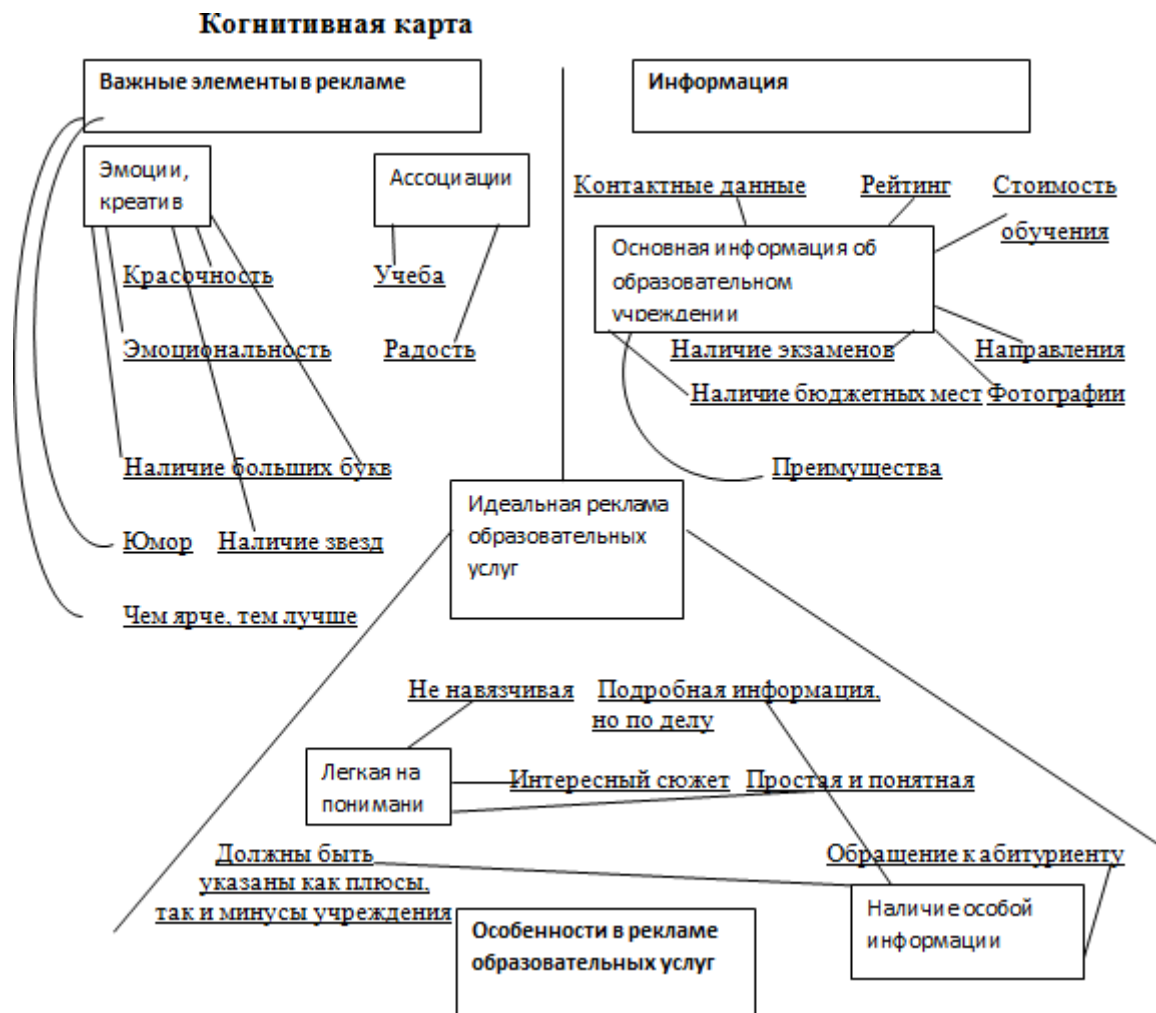 Когнитивная карта
Важные элементы в рекламе
Информация
Эмоции,
креатив
Ассоциации
Контактные данные
Рейтинг
Стоимость
обучения
Основная информация об
образовательном
учреждении
Красочность
Учеба
Эмоциональность
Радость
Наличие экзаменов
Направления
Наличие бюджетных мест
Фотографии
Наличие больших букв
Преимущества
Идеальная реклама
образовательных
услуг
Юмор
Наличие звезд
Чем ярче, тем лучше
Не навязчивая
Подробная информация,
но по делу
Легкая на
понимани
Интересный сюжет
Простая и понятная
Должны быть
указаны как плюсы,
так и минусы учреждения
Обращение к абитуриенту
Наличие особой
информации
Особенности в рекламе
образовательных услуг